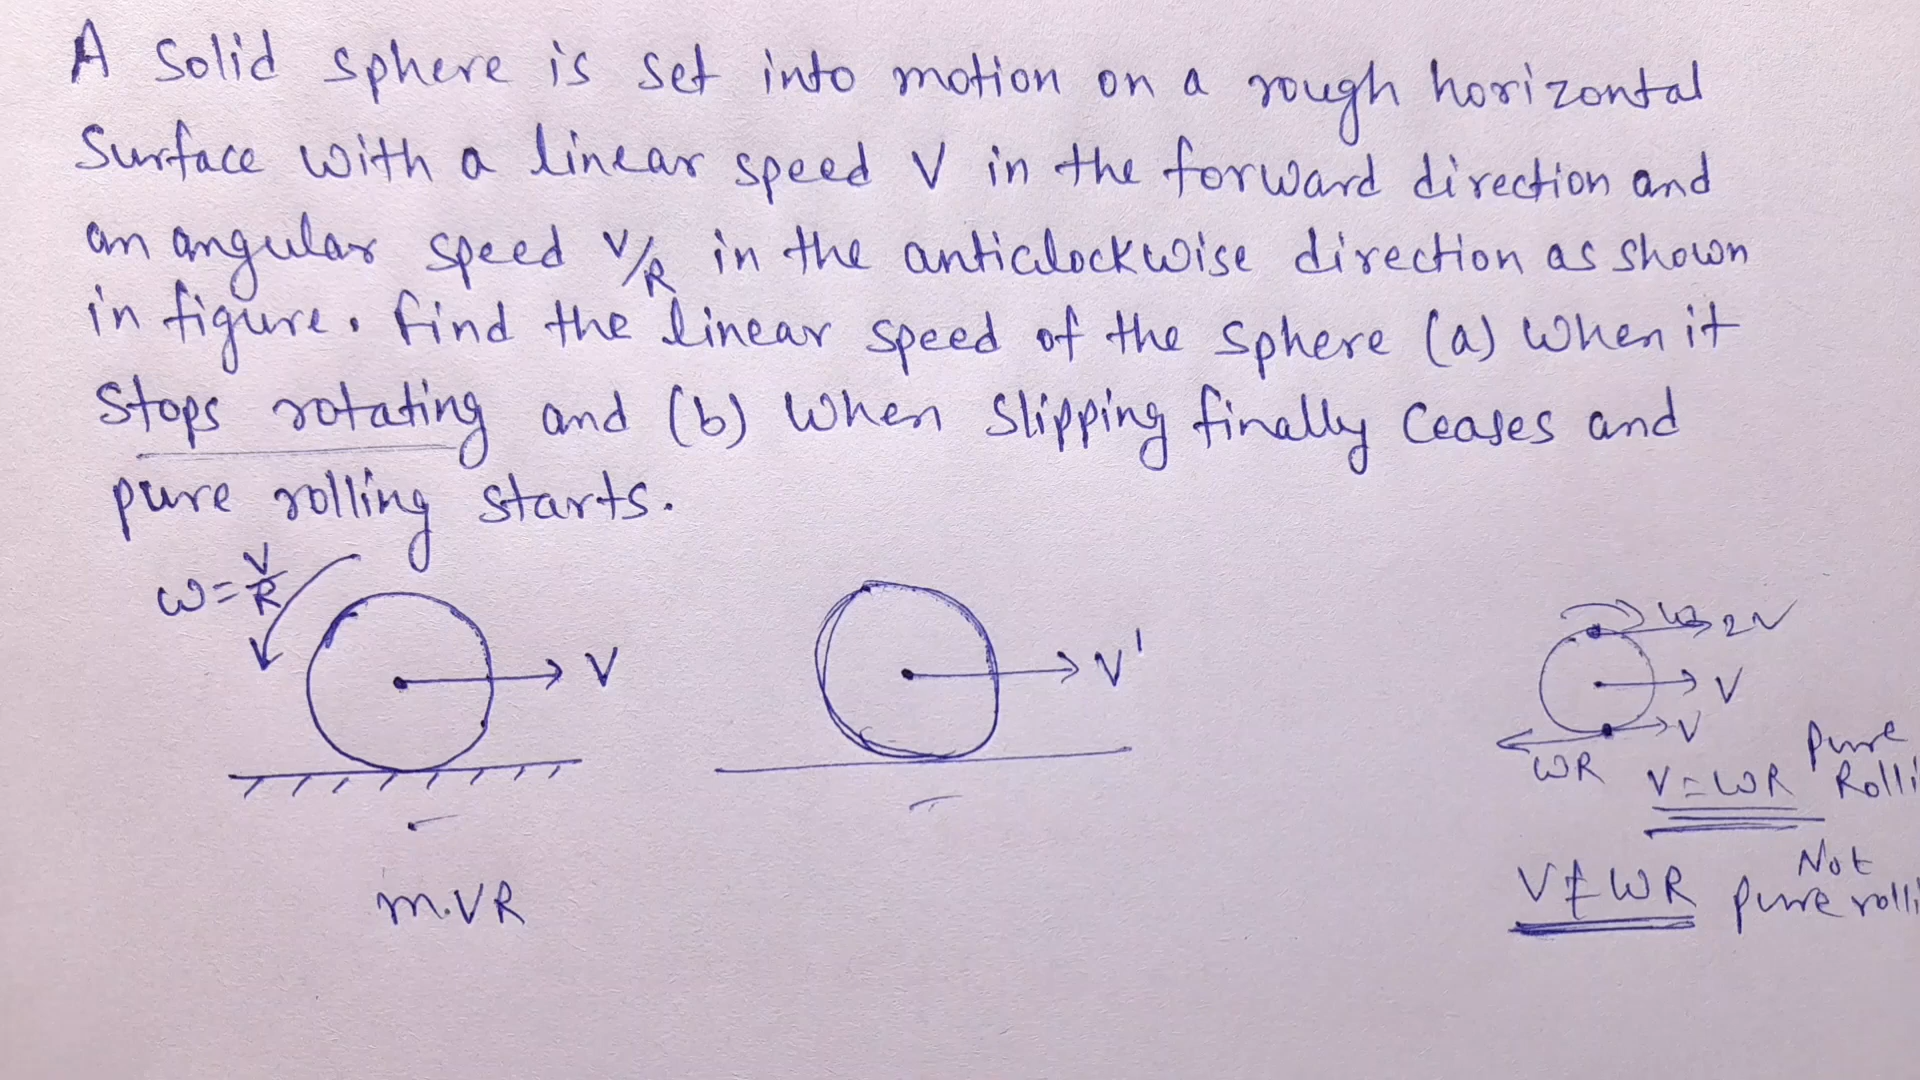 A solid sphere is set into motion on a rough horizontal
Surface with a linear speed V in the forward direction and
an angular speed V/R in the anticlockwise direction as shown
in figure. find the linear speed of the sphere (a) when it
stops rotating and (b) when slipping finally ceases and
pure rolling starts.
ω=V/R
V
V'
m.VR
2V
V
V
ωR
V=ωR
Pure
V≠ωR
Not
pure